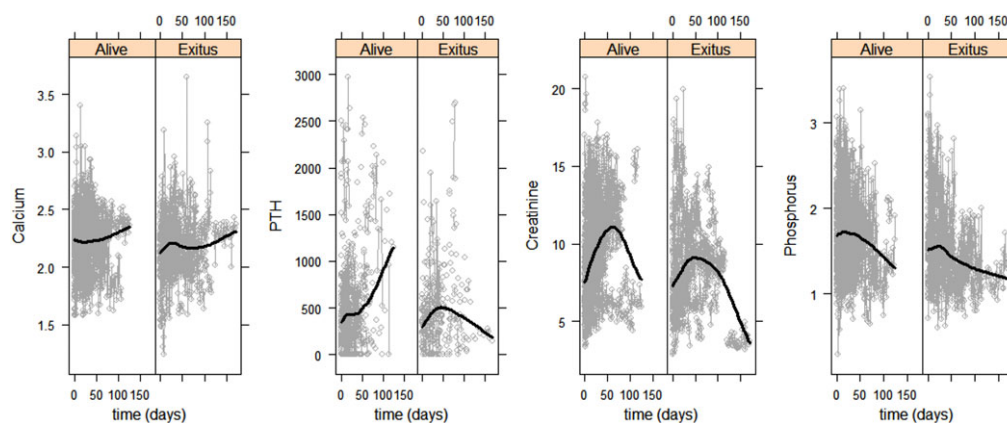 0 50 100 150
Alive Exitus
Calcium
3.5
3.0
2.5
2.0
1.5
0 50 100 150
time (days)
0 50 100 150
Alive Exitus
PTH
3000
2500
2000
1500
1000
500
0
0 50 100 150
time (days)
0 50 100 150
Alive Exitus
Creatinine
20
15
10
5
0 50 100 150
time (days)
0 50 100 150
Alive Exitus
Phosphorus
3
2
1
0 50 100 150
time (days)